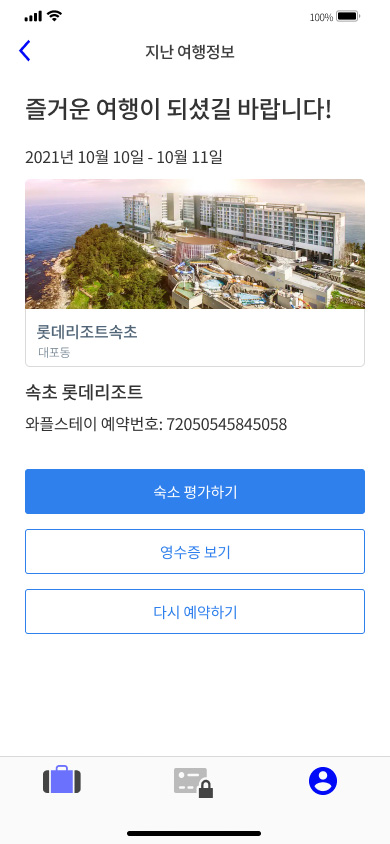 100%
지난 여행정보
즐거운 여행이 되셨길 바랍니다!
2021년 10월 10일 - 10월 11일
롯데리조트속초
대포동
속초 롯데리조트
와플스테이 예약번호: 72050545845058
숙소 평가하기
영수증 보기
다시 예약하기